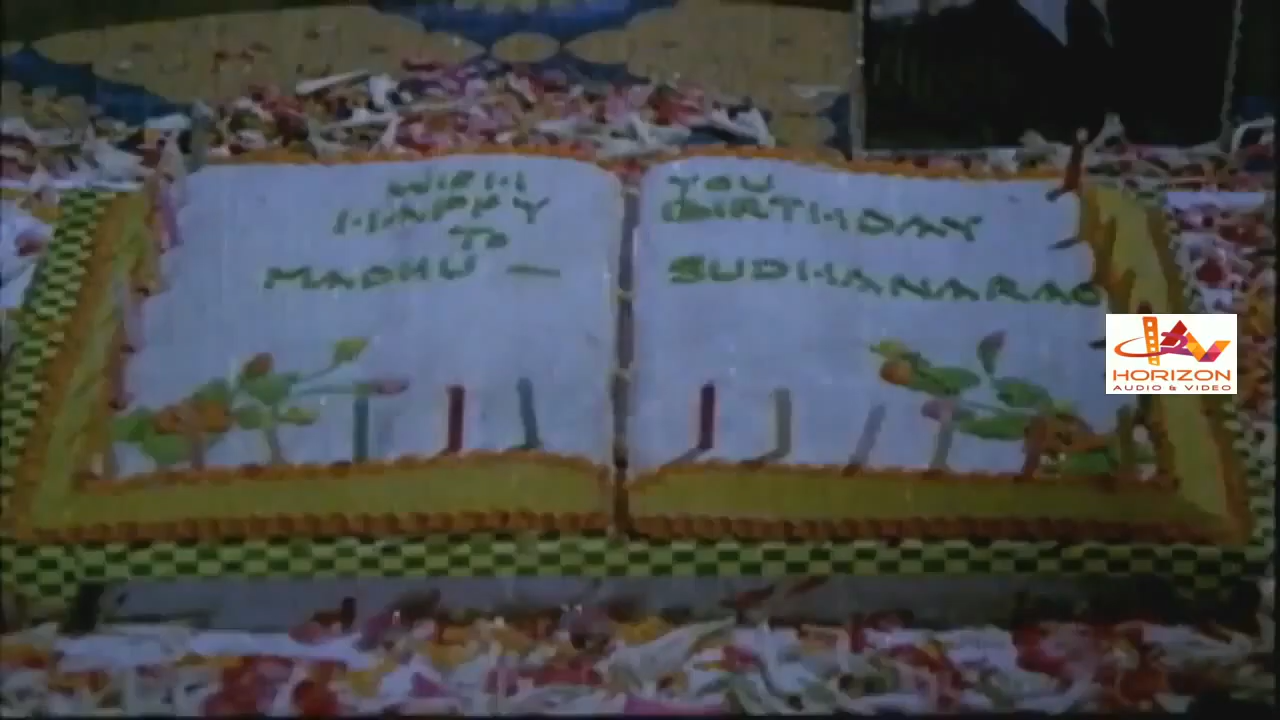 WISH YOU
HAPPY BIRTHDAY
TO
MADHU — SUDHANARAO
HORIZON
AUDIO & VIDEO